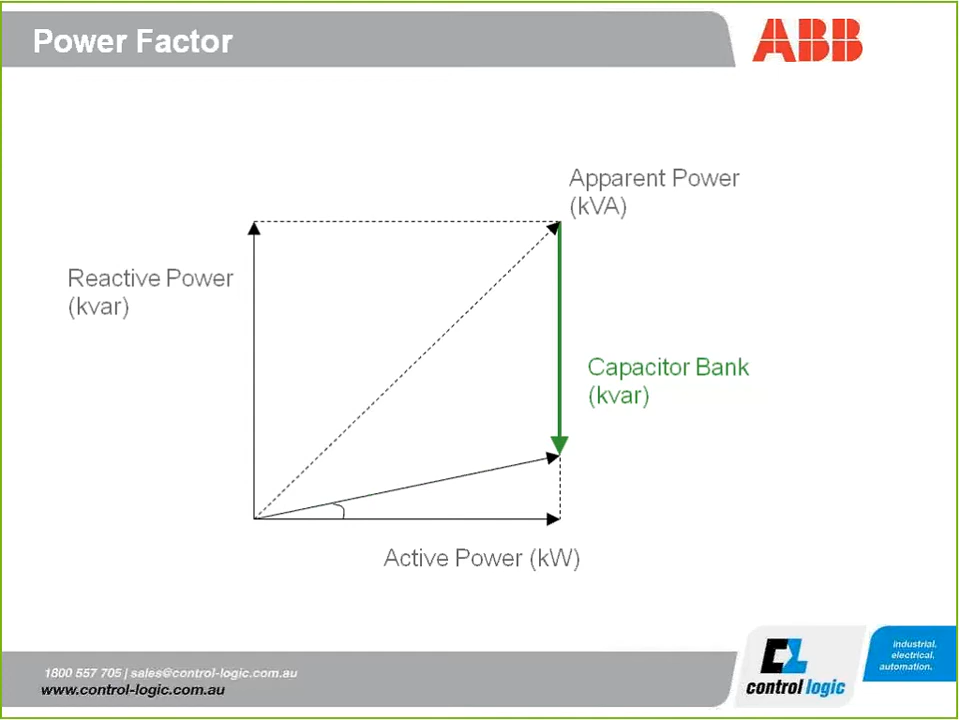 Power Factor
ABB
Apparent Power
(kVA)
Reactive Power
(kvar)
Capacitor Bank
(kvar)
Active Power (kW)
1800 557 705 | sales@control-logic.com.au
www.control-logic.com.au
control logic
industrial.
electrical.
automation.